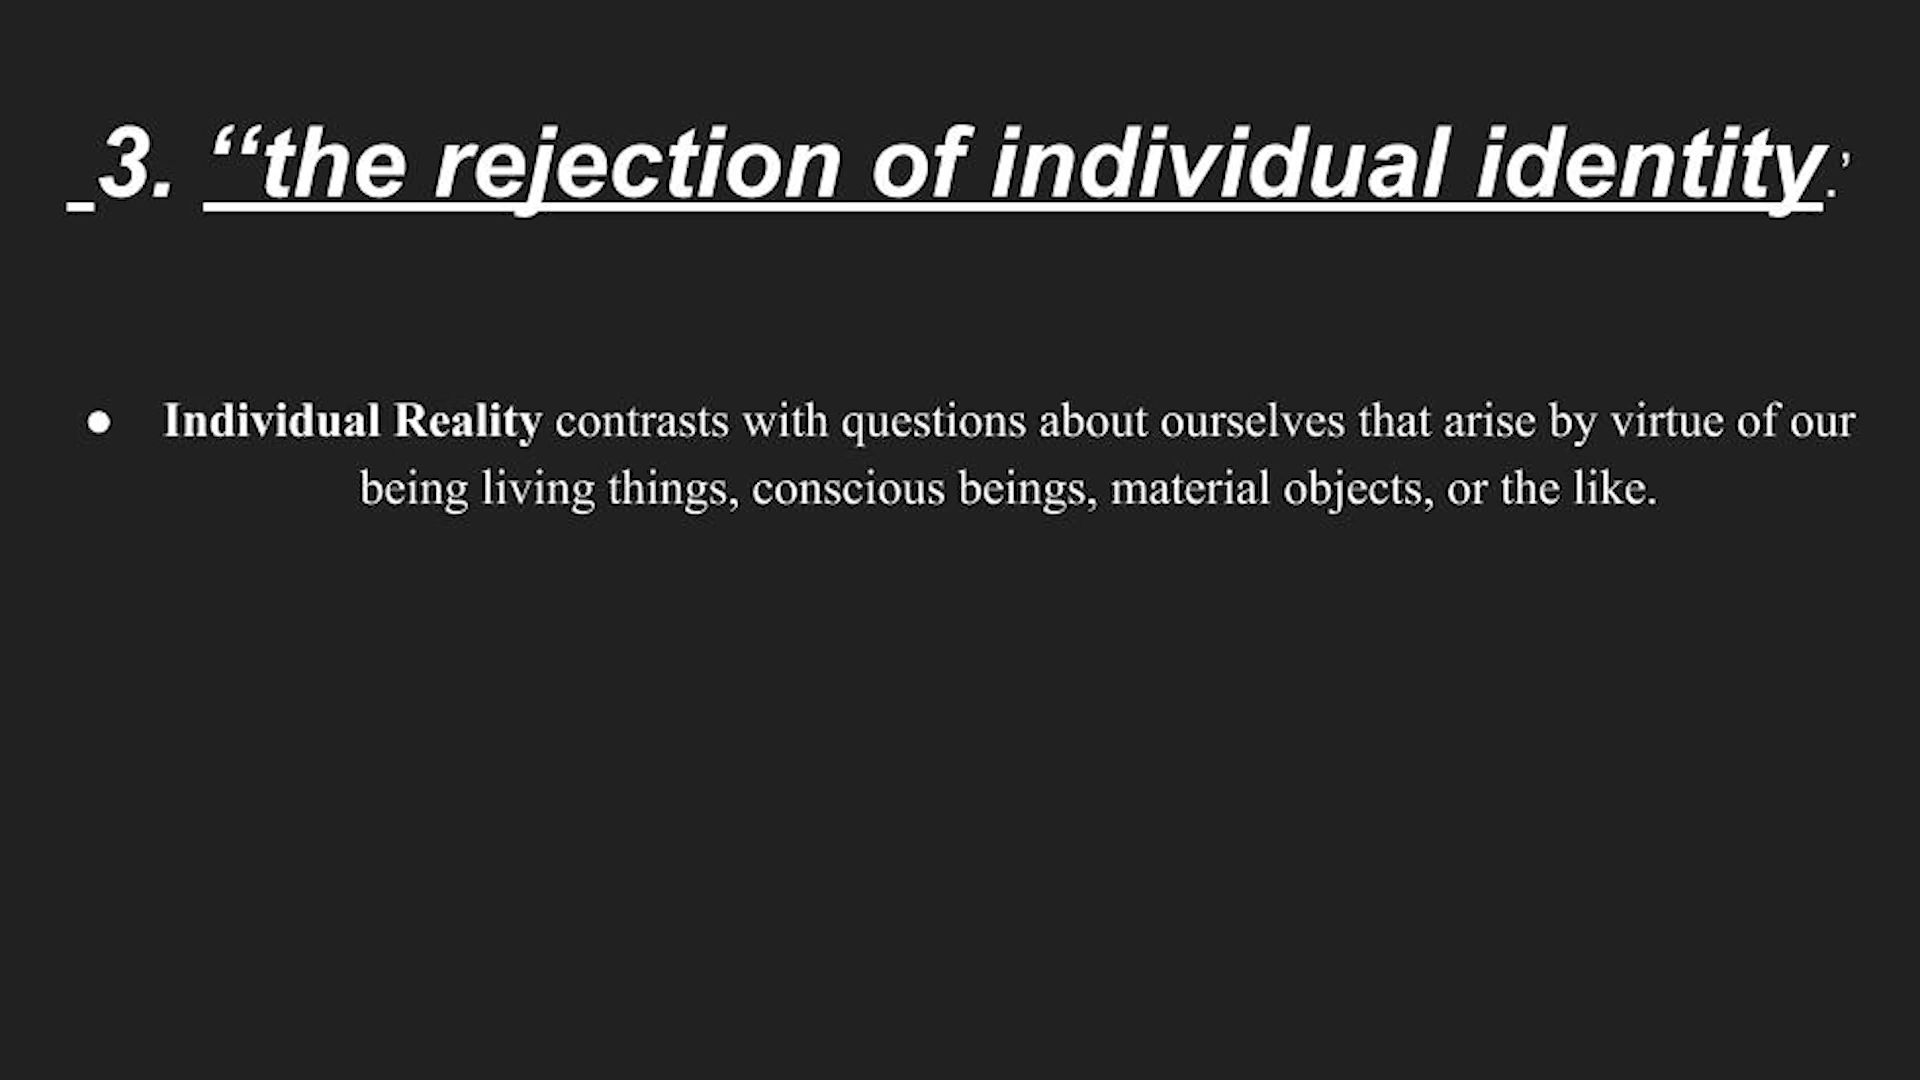 3. ‘‘the rejection of individual identity.’
● Individual Reality contrasts with questions about ourselves that arise by virtue of our
being living things, conscious beings, material objects, or the like.